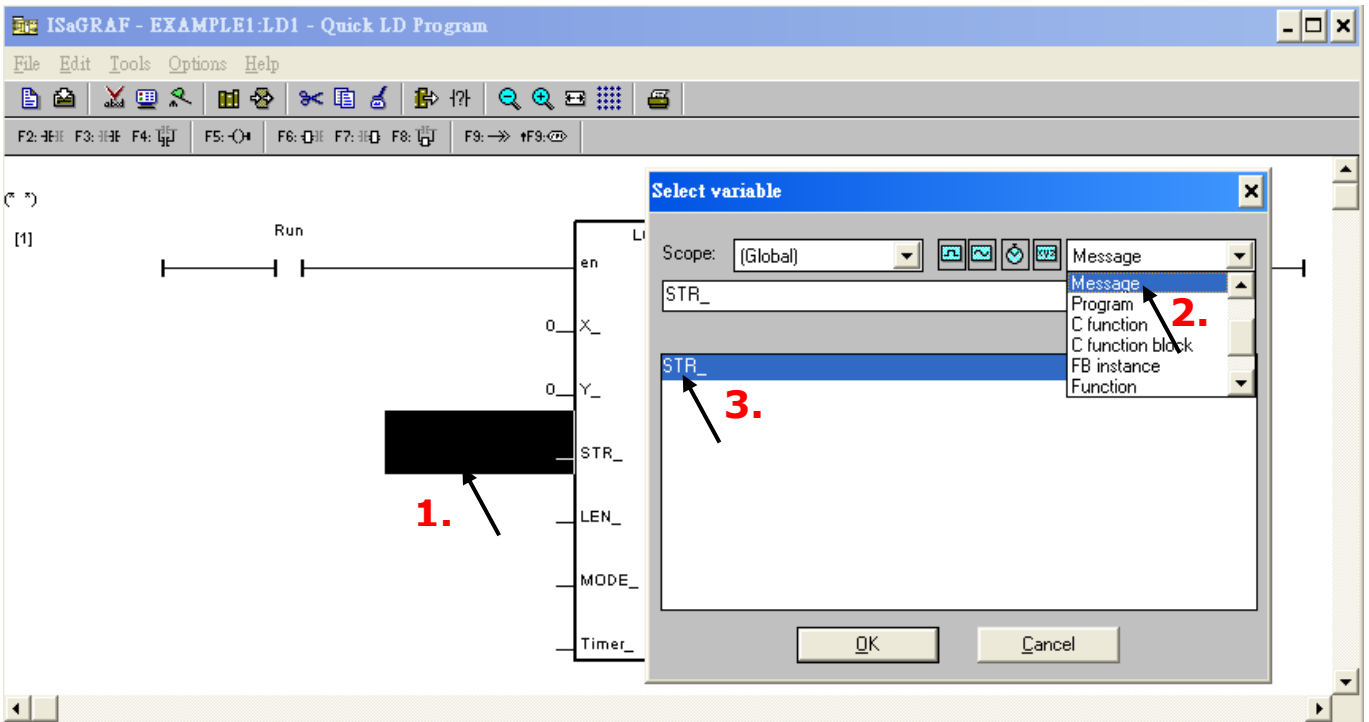 ISaGRAF - EXAMPLE1:LD1 - Quick LD Program
File Edit Tools Options Help
F2: F3: F4: F5: F6: F7: F8: F9: F9:
(* *)
[1]
Run
en
0 X_
0 Y_
STR_
LEN_
MODE_
Timer_
1.
Select variable
Scope: (Global) xyz Message
STR_
Message
Program
C function
C function block
FB instance
Function
2.
STR_
3.
OK Cancel